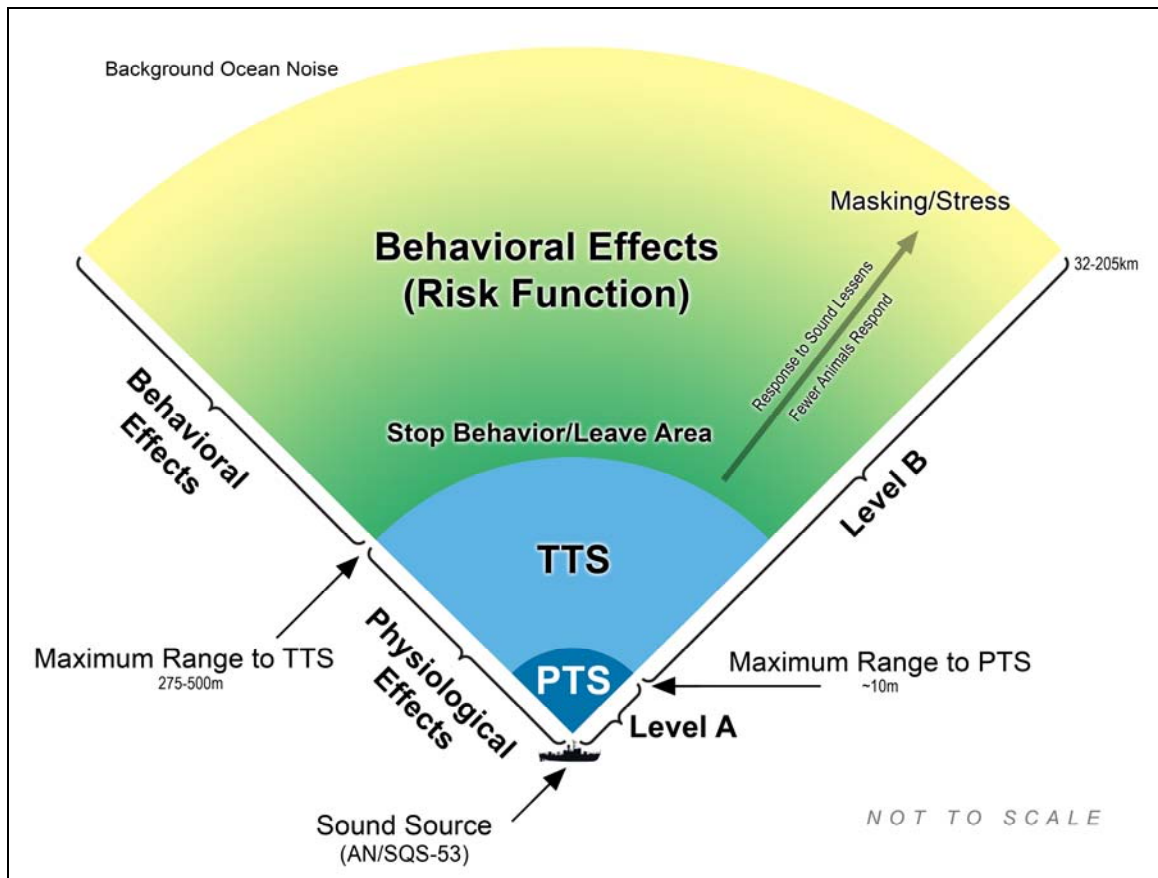 Background Ocean Noise
Masking/Stress
Behavioral Effects
(Risk Function)
32-205km
Response to Sound Lessens
Fewer Animals Respond
Behavioral
Effects
Stop Behavior/Leave Area
Level B
TTS
Maximum Range to TTS
275-500m
Physiological
Effects
PTS
Maximum Range to PTS
~10m
Level A
Sound Source
(AN/SQS-53)
NOT TO SCALE